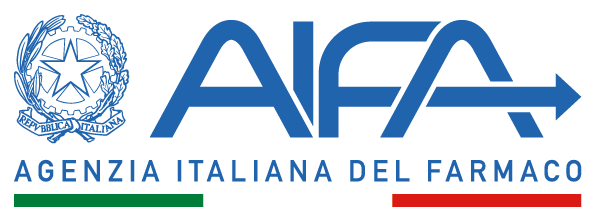 REPVBBLICA ITALIANA
AIFA
AGENZIA ITALIANA DEL FARMACO